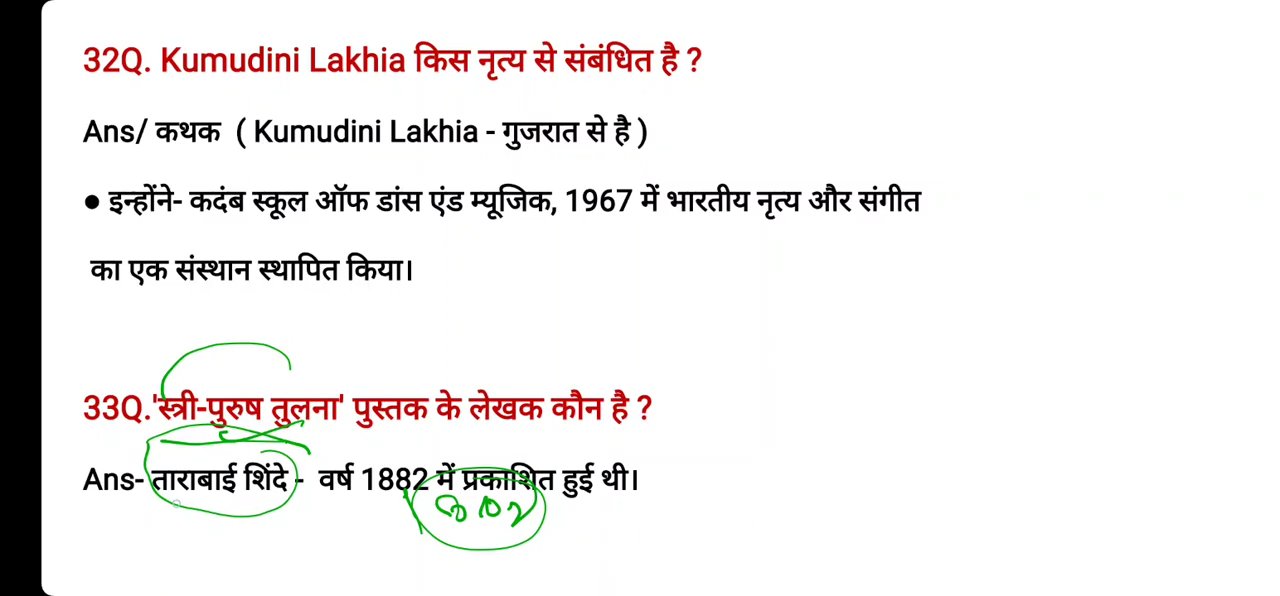 32Q. Kumudini Lakhia किस नृत्य से संबंधित है ?
Ans/ कथक ( Kumudini Lakhia - गुजरात से है )
● इन्होंने- कदंब स्कूल ऑफ डांस एंड म्यूजिक, 1967 में भारतीय नृत्य और संगीत
का एक संस्थान स्थापित किया।
33Q.'स्त्री-पुरुष तुलना' पुस्तक के लेखक कौन है ?
Ans- ताराबाई शिंदे - वर्ष 1882 में प्रकाशित हुई थी।